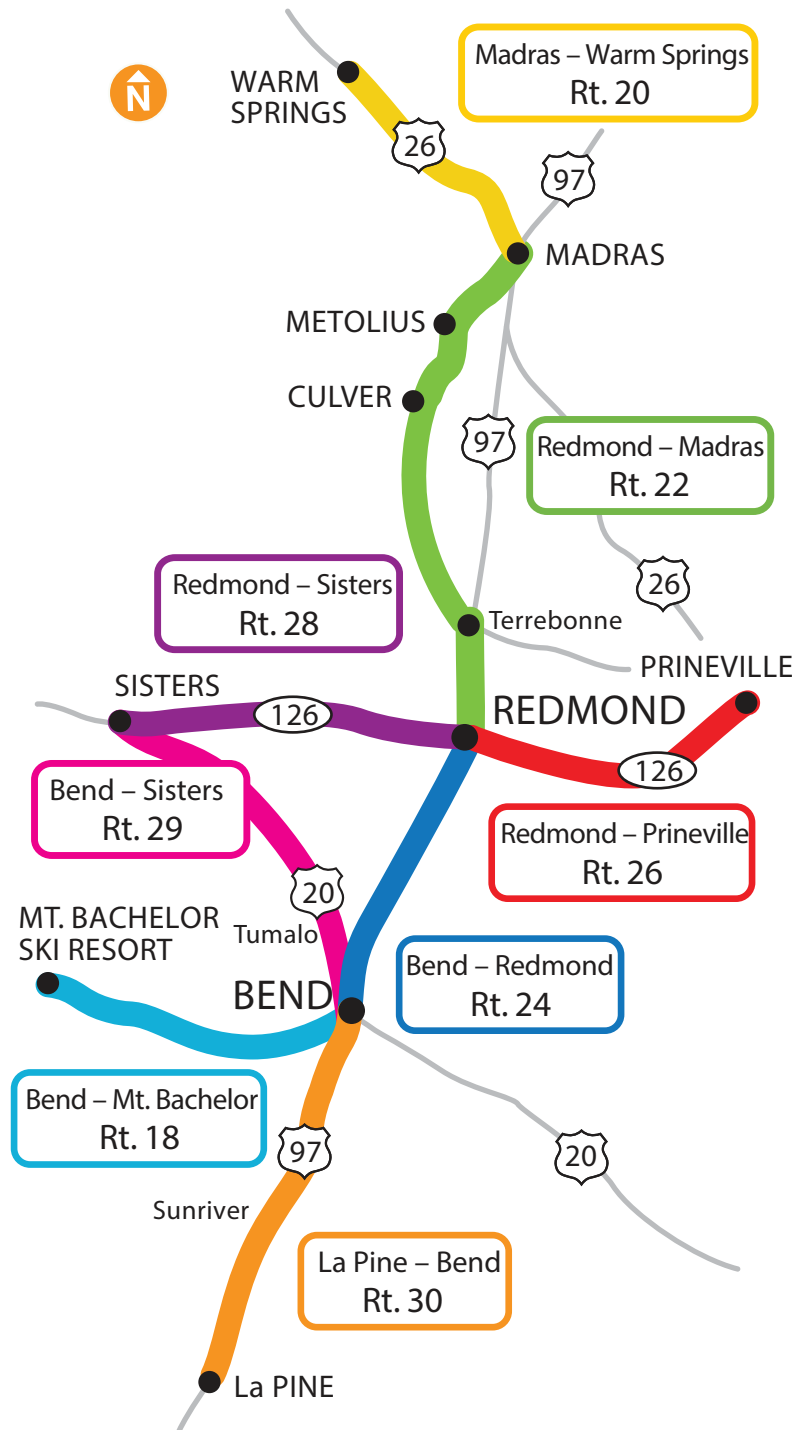 Madras – Warm Springs
Rt. 20
N
WARM
SPRINGS
26
97
MADRAS
METOLIUS
CULVER
97
Redmond – Madras
Rt. 22
Redmond – Sisters
Rt. 28
26
Terrebonne
PRINEVILLE
SISTERS
126
REDMOND
126
Bend – Sisters
Rt. 29
Redmond – Prineville
Rt. 26
20
MT. BACHELOR
SKI RESORT
Tumalo
BEND
Bend – Redmond
Rt. 24
Bend – Mt. Bachelor
Rt. 18
97
20
Sunriver
La Pine – Bend
Rt. 30
La PINE